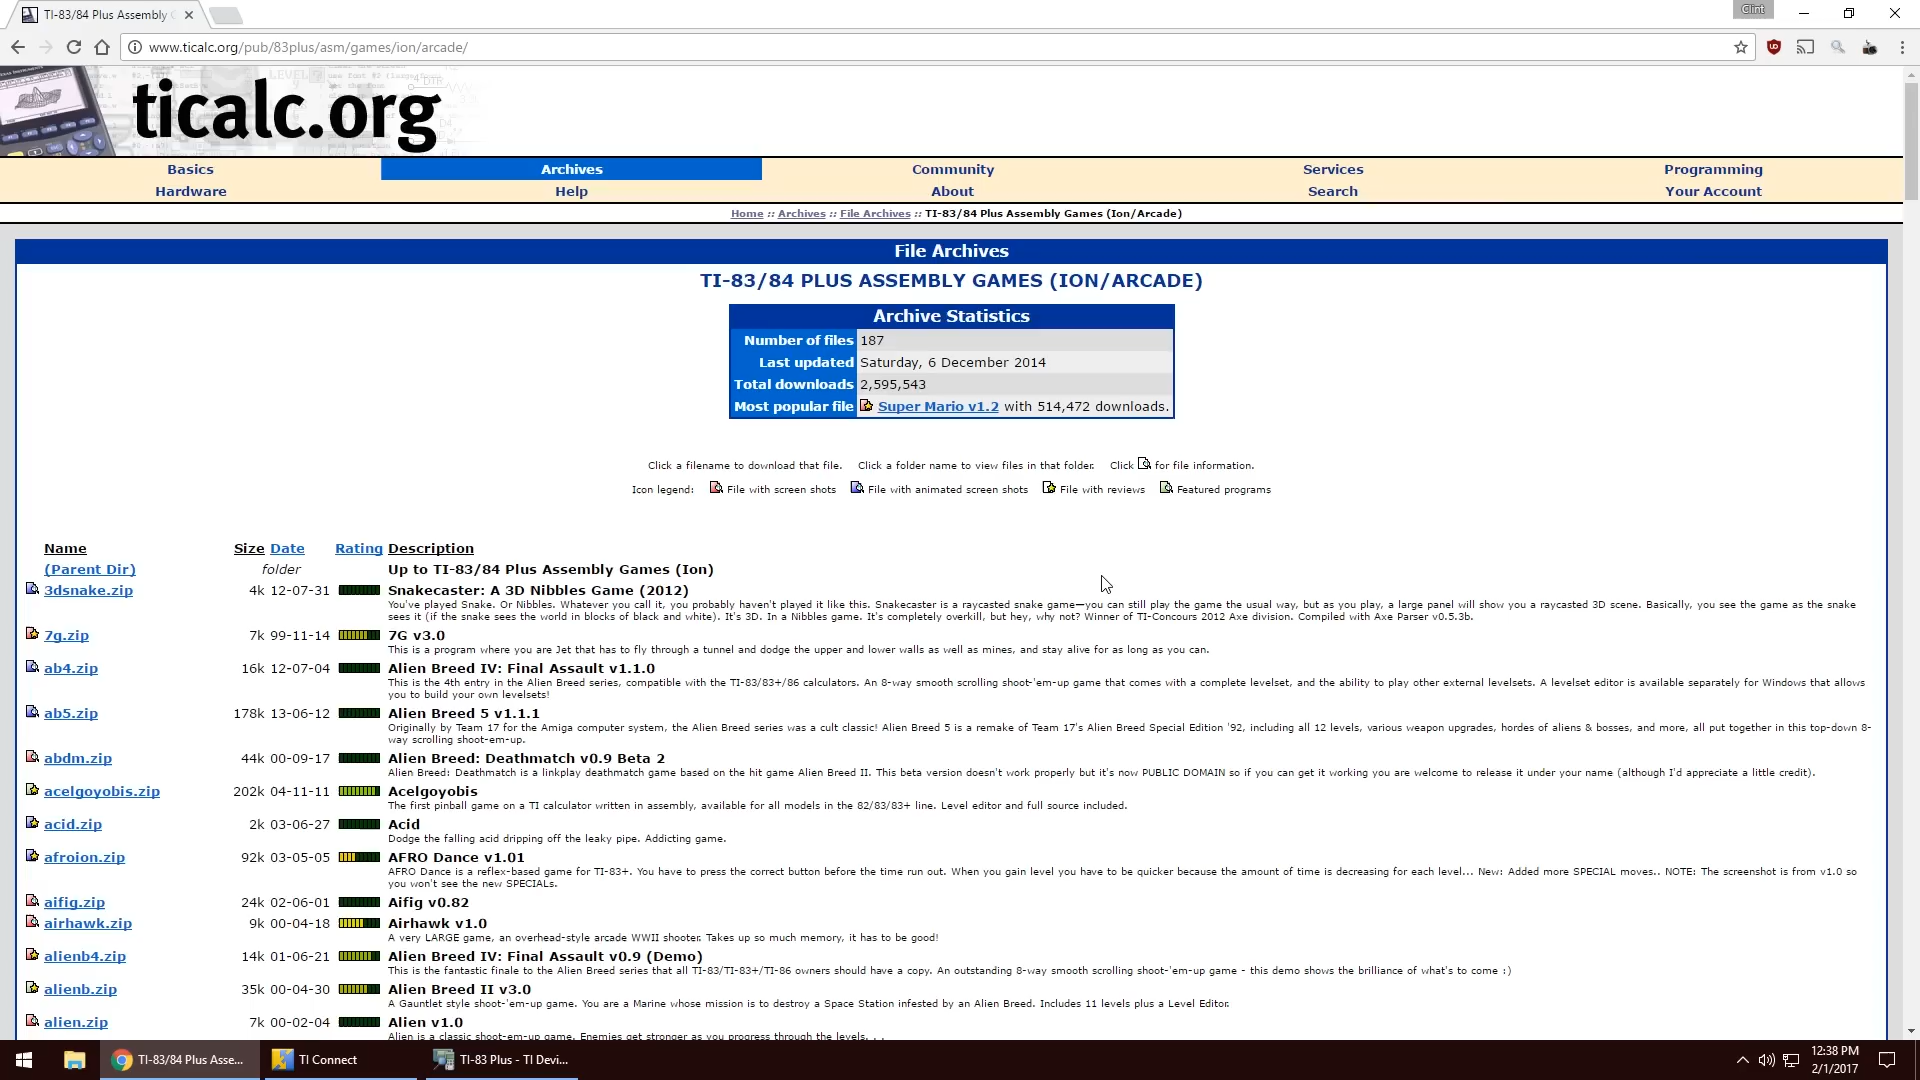 TI-83/84 Plus Assembly G
Clint
www.ticalc.org/pub/83plus/asm/games/ion/arcade/
ticalc.org
Basics Archives Community Services Programming
Hardware Help About Search Your Account
Home :: Archives :: File Archives :: TI-83/84 Plus Assembly Games (Ion/Arcade)
File Archives
TI-83/84 PLUS ASSEMBLY GAMES (ION/ARCADE)
Archive Statistics
Number of files 187
Last updated Saturday, 6 December 2014
Total downloads 2,595,543
Most popular file Super Mario v1.2 with 514,472 downloads.
Click a filename to download that file. Click a folder name to view files in that folder. Click for file information.
Icon legend: File with screen shots File with animated screen shots File with reviews Featured programs
Name Size Date Rating Description
(Parent Dir) folder Up to TI-83/84 Plus Assembly Games (Ion)
3dsnake.zip 4k 12-07-31 Snakecaster: A 3D Nibbles Game (2012)
You've played Snake. Or Nibbles. Whatever you call it, you probably haven't played it like this. Snakecaster is a raycasted snake game—you can still play the game the usual way, but as you play, a large panel will show you a raycasted 3D scene. Basically, you see the game as the snake
sees it (if the snake sees the world in blocks of black and white). It's 3D. In a Nibbles game. It's completely overkill, but hey, why not? Winner of TI-Concours 2012 Axe division. Compiled with Axe Parser v0.5.3b.
7g.zip 7k 99-11-14 7G v3.0
This is a program where you are Jet that has to fly through a tunnel and dodge the upper and lower walls as well as mines, and stay alive for as long as you can.
ab4.zip 16k 12-07-04 Alien Breed IV: Final Assault v1.1.0
This is the 4th entry in the Alien Breed series, compatible with the TI-83/83+/86 calculators. An 8-way smooth scrolling shoot-'em-up game that comes with a complete levelset, and the ability to play other external levelsets. A levelset editor is available separately for Windows that allows
you to build your own levelsets!
ab5.zip 178k 13-06-12 Alien Breed 5 v1.1.1
Originally by Team 17 for the Amiga computer system, the Alien Breed series was a cult classic! Alien Breed 5 is a remake of Team 17's Alien Breed Special Edition '92, including all 12 levels, various weapon upgrades, hordes of aliens & bosses, and more, all put together in this top-down 8-
way scrolling shoot-em-up.
abdm.zip 44k 00-09-17 Alien Breed: Deathmatch v0.9 Beta 2
Alien Breed: Deathmatch is a linkplay deathmatch game based on the hit game Alien Breed II. This beta version doesn't work properly but it's now PUBLIC DOMAIN so if you can get it working you are welcome to release it under your name (although I'd appreciate a little credit).
acelgoyobis.zip 202k 04-11-11 Acelgoyobis
The first pinball game on a TI calculator written in assembly, available for all models in the 82/83/83+ line. Level editor and full source included.
acid.zip 2k 03-06-27 Acid
Dodge the falling acid dripping off the leaky pipe. Addicting game.
afroion.zip 92k 03-05-05 AFRO Dance v1.01
AFRO Dance is a reflex-based game for TI-83+. You have to press the correct button before the time run out. When you gain level you have to be quicker because the amount of time is decreasing for each level... New: Added more SPECIAL moves.. NOTE: The screenshot is from v1.0 so
you won't see the new SPECIALs.
aifig.zip 24k 02-06-01 Aifig v0.82
airhawk.zip 9k 00-04-18 Airhawk v1.0
A very LARGE game, an overhead-style arcade WWII shooter. Takes up so much memory, it has to be good!
alienb4.zip 14k 01-06-21 Alien Breed IV: Final Assault v0.9 (Demo)
This is the fantastic finale to the Alien Breed series that all TI-83/TI-83+/TI-86 owners should have a copy. An outstanding 8-way smooth scrolling shoot-'em-up game - this demo shows the brilliance of what's to come :)
alienb.zip 35k 00-04-30 Alien Breed II v3.0
A Gauntlet style shoot-'em-up game. You are a Marine whose mission is to destroy a Space Station infested by an Alien Breed. Includes 11 levels plus a Level Editor.
alien.zip 7k 00-02-04 Alien v1.0
Alien is a classic shoot-em-up game. Enemies get stronger as you progress through the levels. . .
TI-83/84 Plus Asse... TI Connect TI-83 Plus - TI Devi... 12:38 PM
2/1/2017